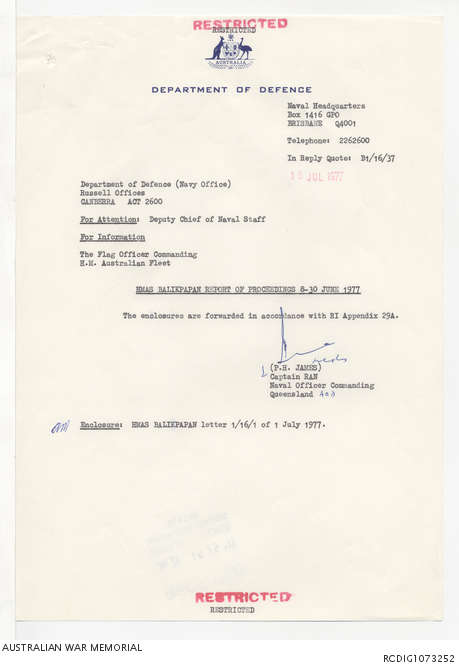 RESTRICTED
RESTRICTED
AUSTRALIA
DEPARTMENT OF DEFENCE
Naval Headquarters
Box 1416 GPO
BRISBANE Q4001
Telephone: 2262600
In Reply Quote: B1/16/37
JUL 1977
Department of Defence (Navy Office)
Russell Offices
CANBERRA ACT 2600
For Attention: Deputy Chief of Naval Staff
For Information
The Flag Officer Commanding
H.M. Australian Fleet
HMAS BALIKPAPAN REPORT OF PROCEEDINGS 8-30 JUNE 1977
The enclosures are forwarded in accordance with RI Appendix 29A.
(P.H. JAMES)
Captain RAN
Naval Officer Commanding
Queensland
Enclosure: HMAS BALIKPAPAN letter 1/16/1 of 1 July 1977.
RESTRICTED
RESTRICTED
AUSTRALIAN WAR MEMORIAL
RCDIG1073252